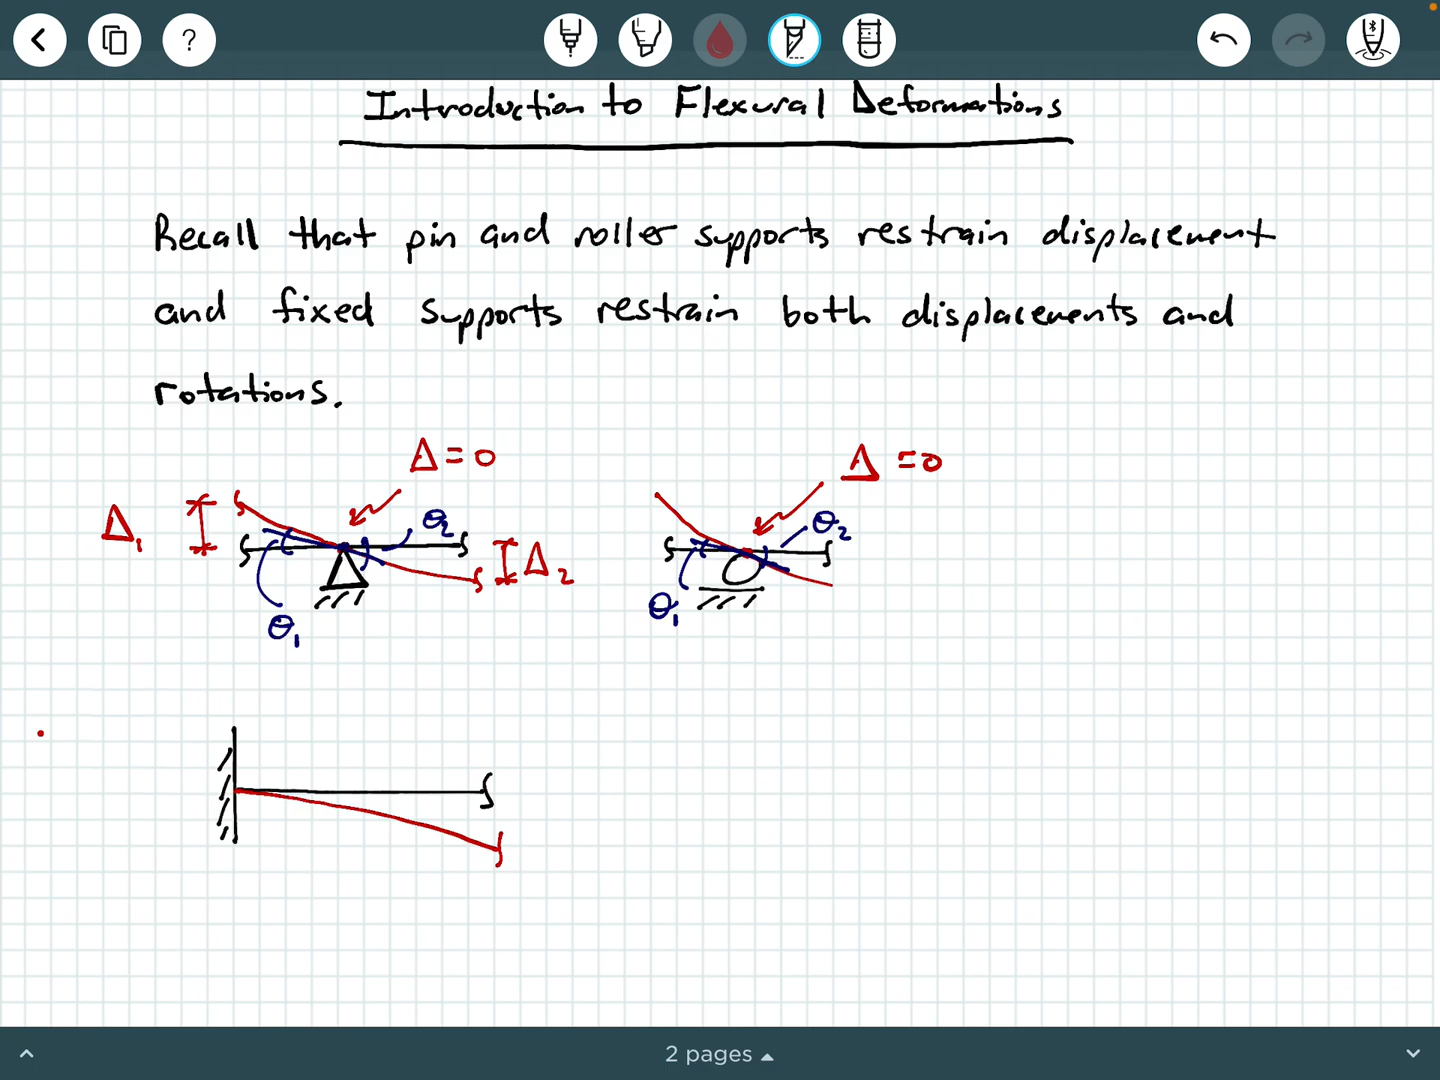 ?
Introduction to Flexural Deformations
Recall that pin and roller supports restrain displacement
and fixed supports restrain both displacements and
rotations.
Δ = 0
Δ = 0
Δ₁
θ₂
Δ₂
θ₁
θ₂
θ₁
2 pages